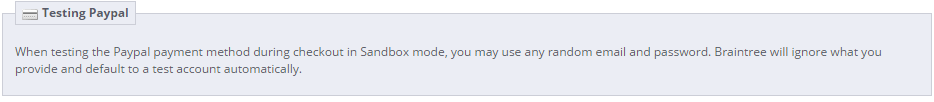 Testing Paypal
When testing the Paypal payment method during checkout in Sandbox mode, you may use any random email and password. Braintree will ignore what you
provide and default to a test account automatically.